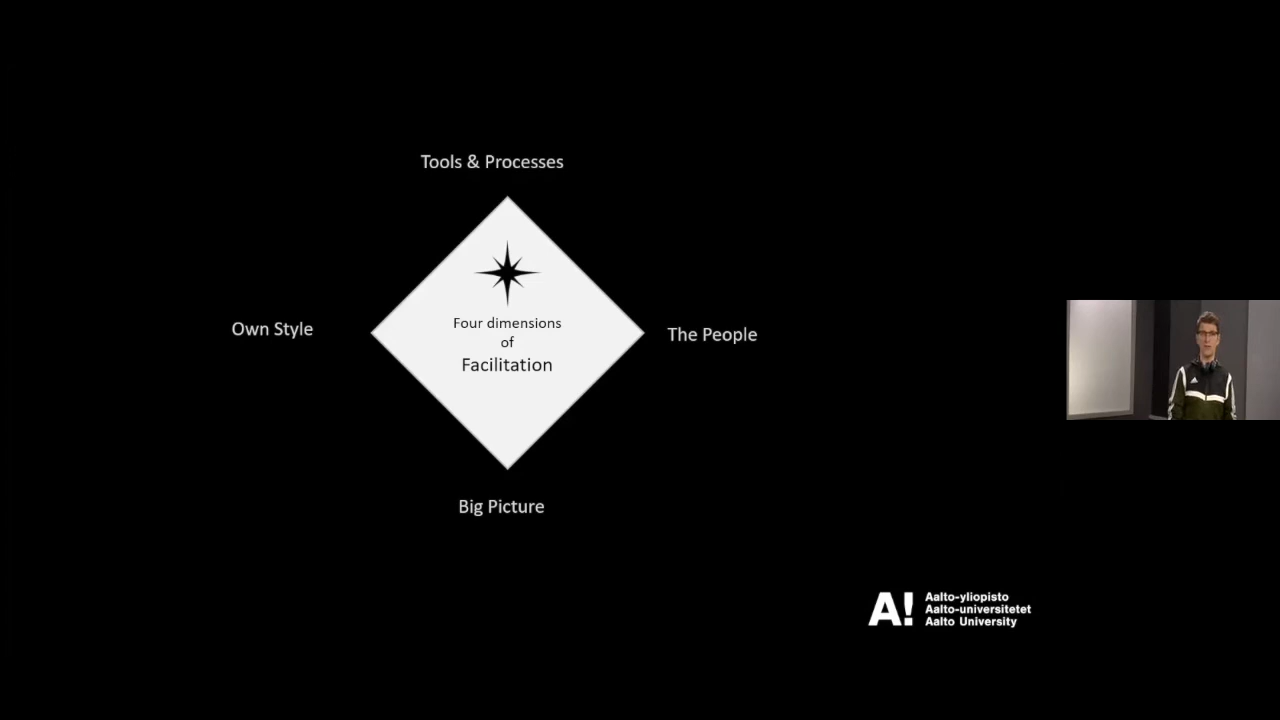 Tools & Processes
Four dimensions
of
Facilitation
Own Style
The People
Big Picture
A!
Aalto-yliopisto
Aalto-universitetet
Aalto University